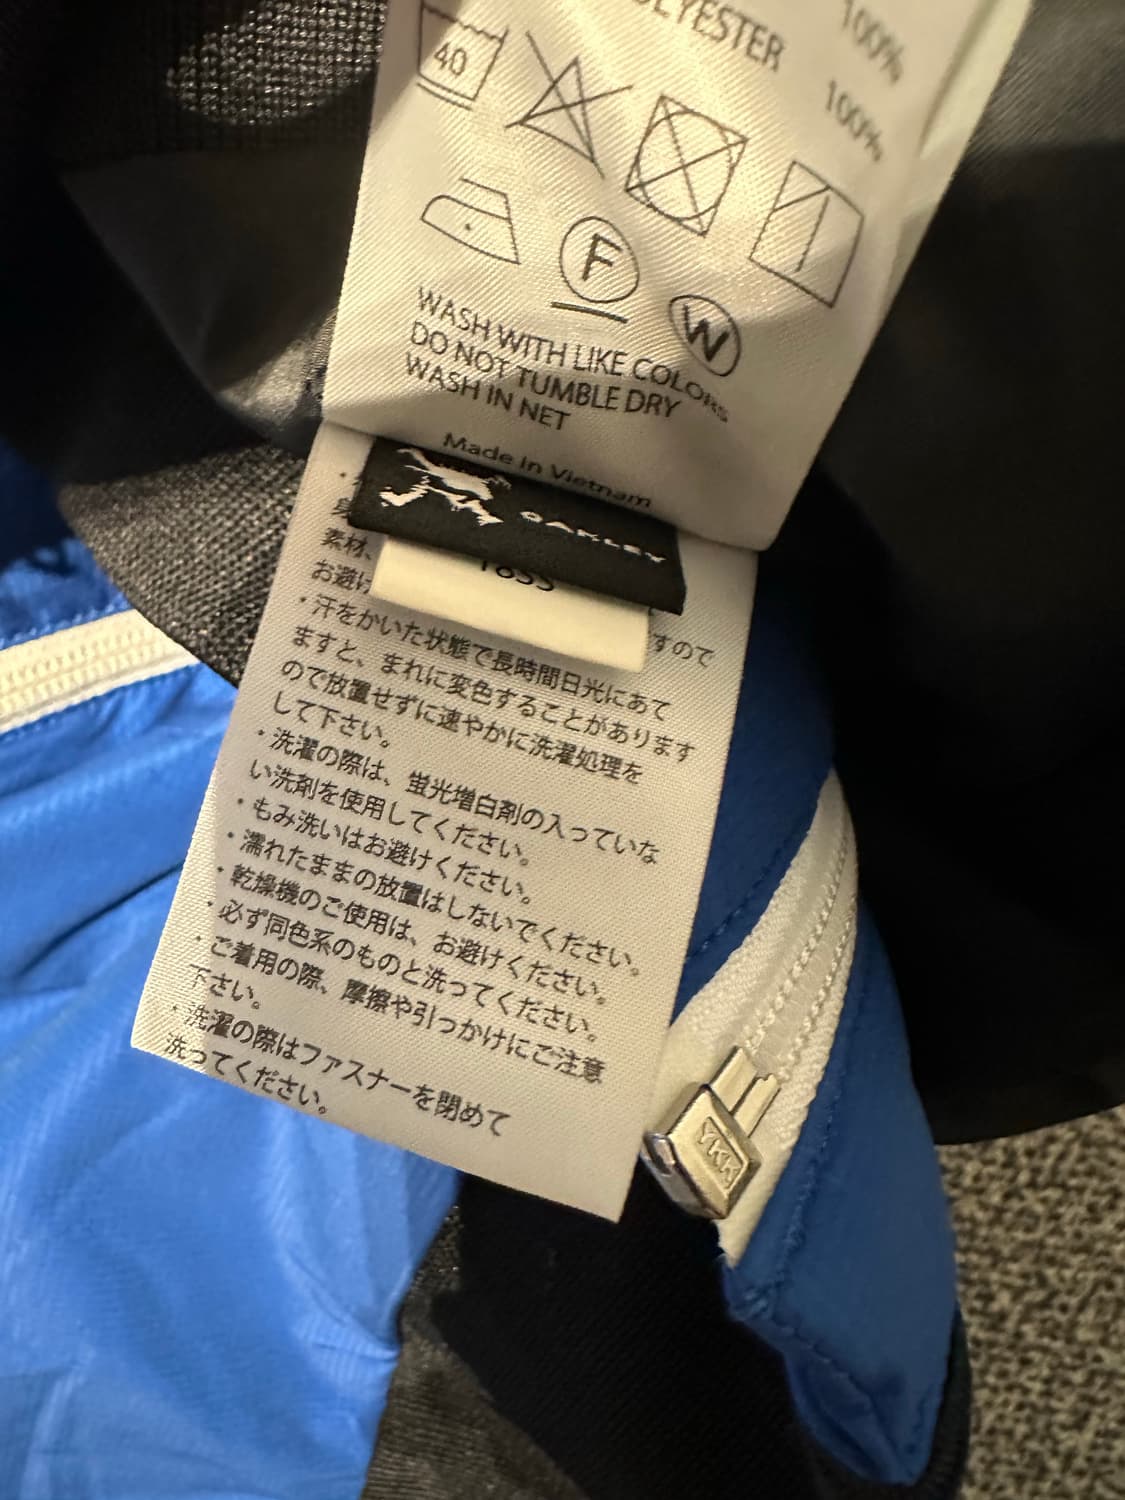 100%
POLYESTER 100%
40
F
W
WASH WITH LIKE COLORS
DO NOT TUMBLE DRY
WASH IN NET
Made in Vietnam
OAKLEY
18SS
素材、
お避け
すので
・汗をかいた状態で長時間日光にあて
ますと、まれに変色することがあります
ので放置せずに速やかに洗濯処理を
して下さい。
・洗濯の際は、蛍光増白剤の入っていな
い洗剤を使用してください。
・もみ洗いはお避けください。
・濡れたままの放置はしないでください。
・乾燥機のご使用は、お避けください。
・必ず同色系のものと洗ってください。
・ご着用の際、摩擦や引っかけにご注意
下さい。
・洗濯の際はファスナーを閉めて
洗ってください。
YKK